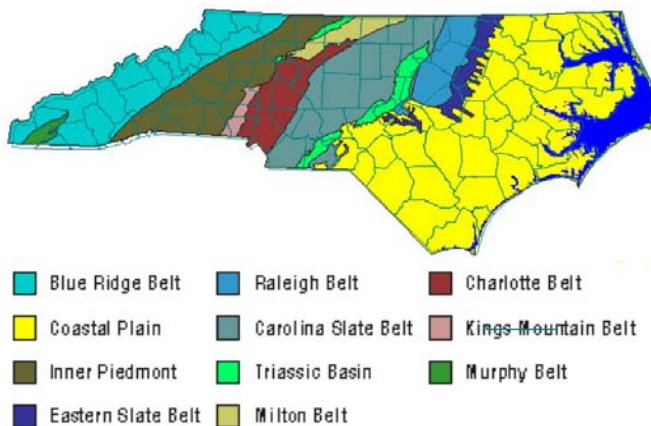 Blue Ridge Belt
Raleigh Belt
Charlotte Belt
Coastal Plain
Carolina Slate Belt
Kings Mountain Belt
Inner Piedmont
Triassic Basin
Murphy Belt
Eastern Slate Belt
Milton Belt